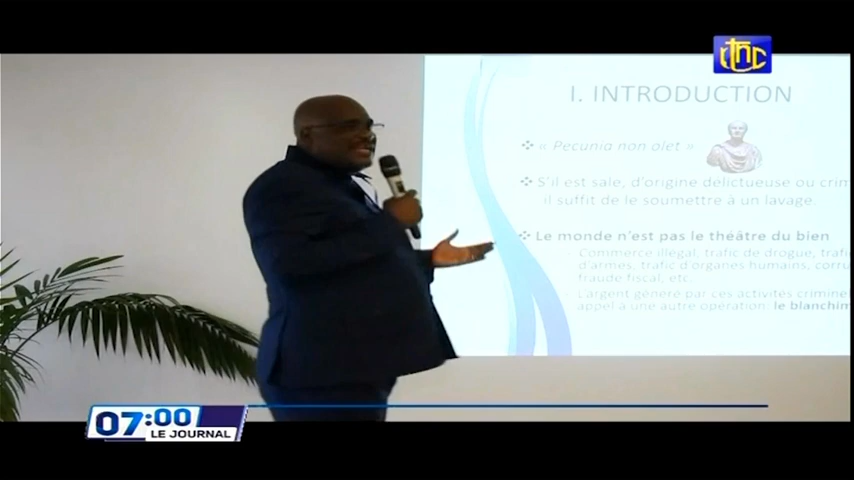 rtnc
I. INTRODUCTION
❖ « Pecunia non olet »
❖ S'il est sale, d'origine délictueuse ou crim
il suffit de le soumettre à un lavage.
❖ Le monde n'est pas le théâtre du bien
- Commerce illégal, trafic de drogue, trafi
d'armes, trafic d'organes humains, corru
fraude fiscal, etc.
- L'argent généré par ces activités criminel
appel à une autre opération: le blanchim
07:00
LE JOURNAL